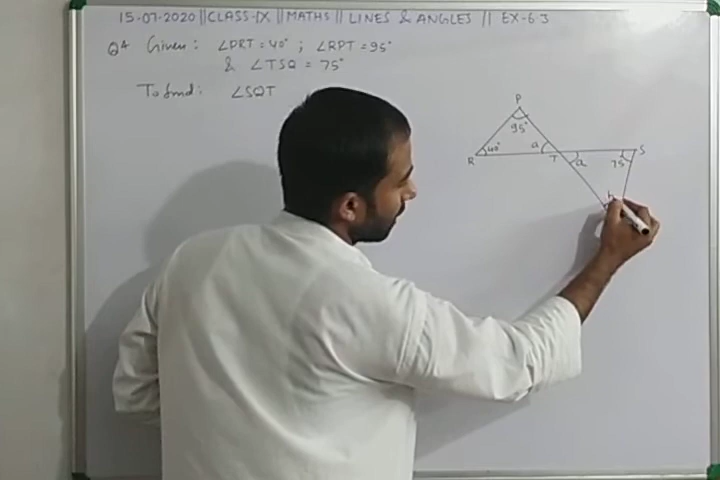 15-07-2020 || CLASS-IX || MATHS || LINES & ANGLES || EX-6.3
Q4 Given: ∠PRT = 40° ; ∠RPT = 95°
& ∠TSQ = 75°
To find: ∠SQT
P
95°
R 40° a T a 75° S
b